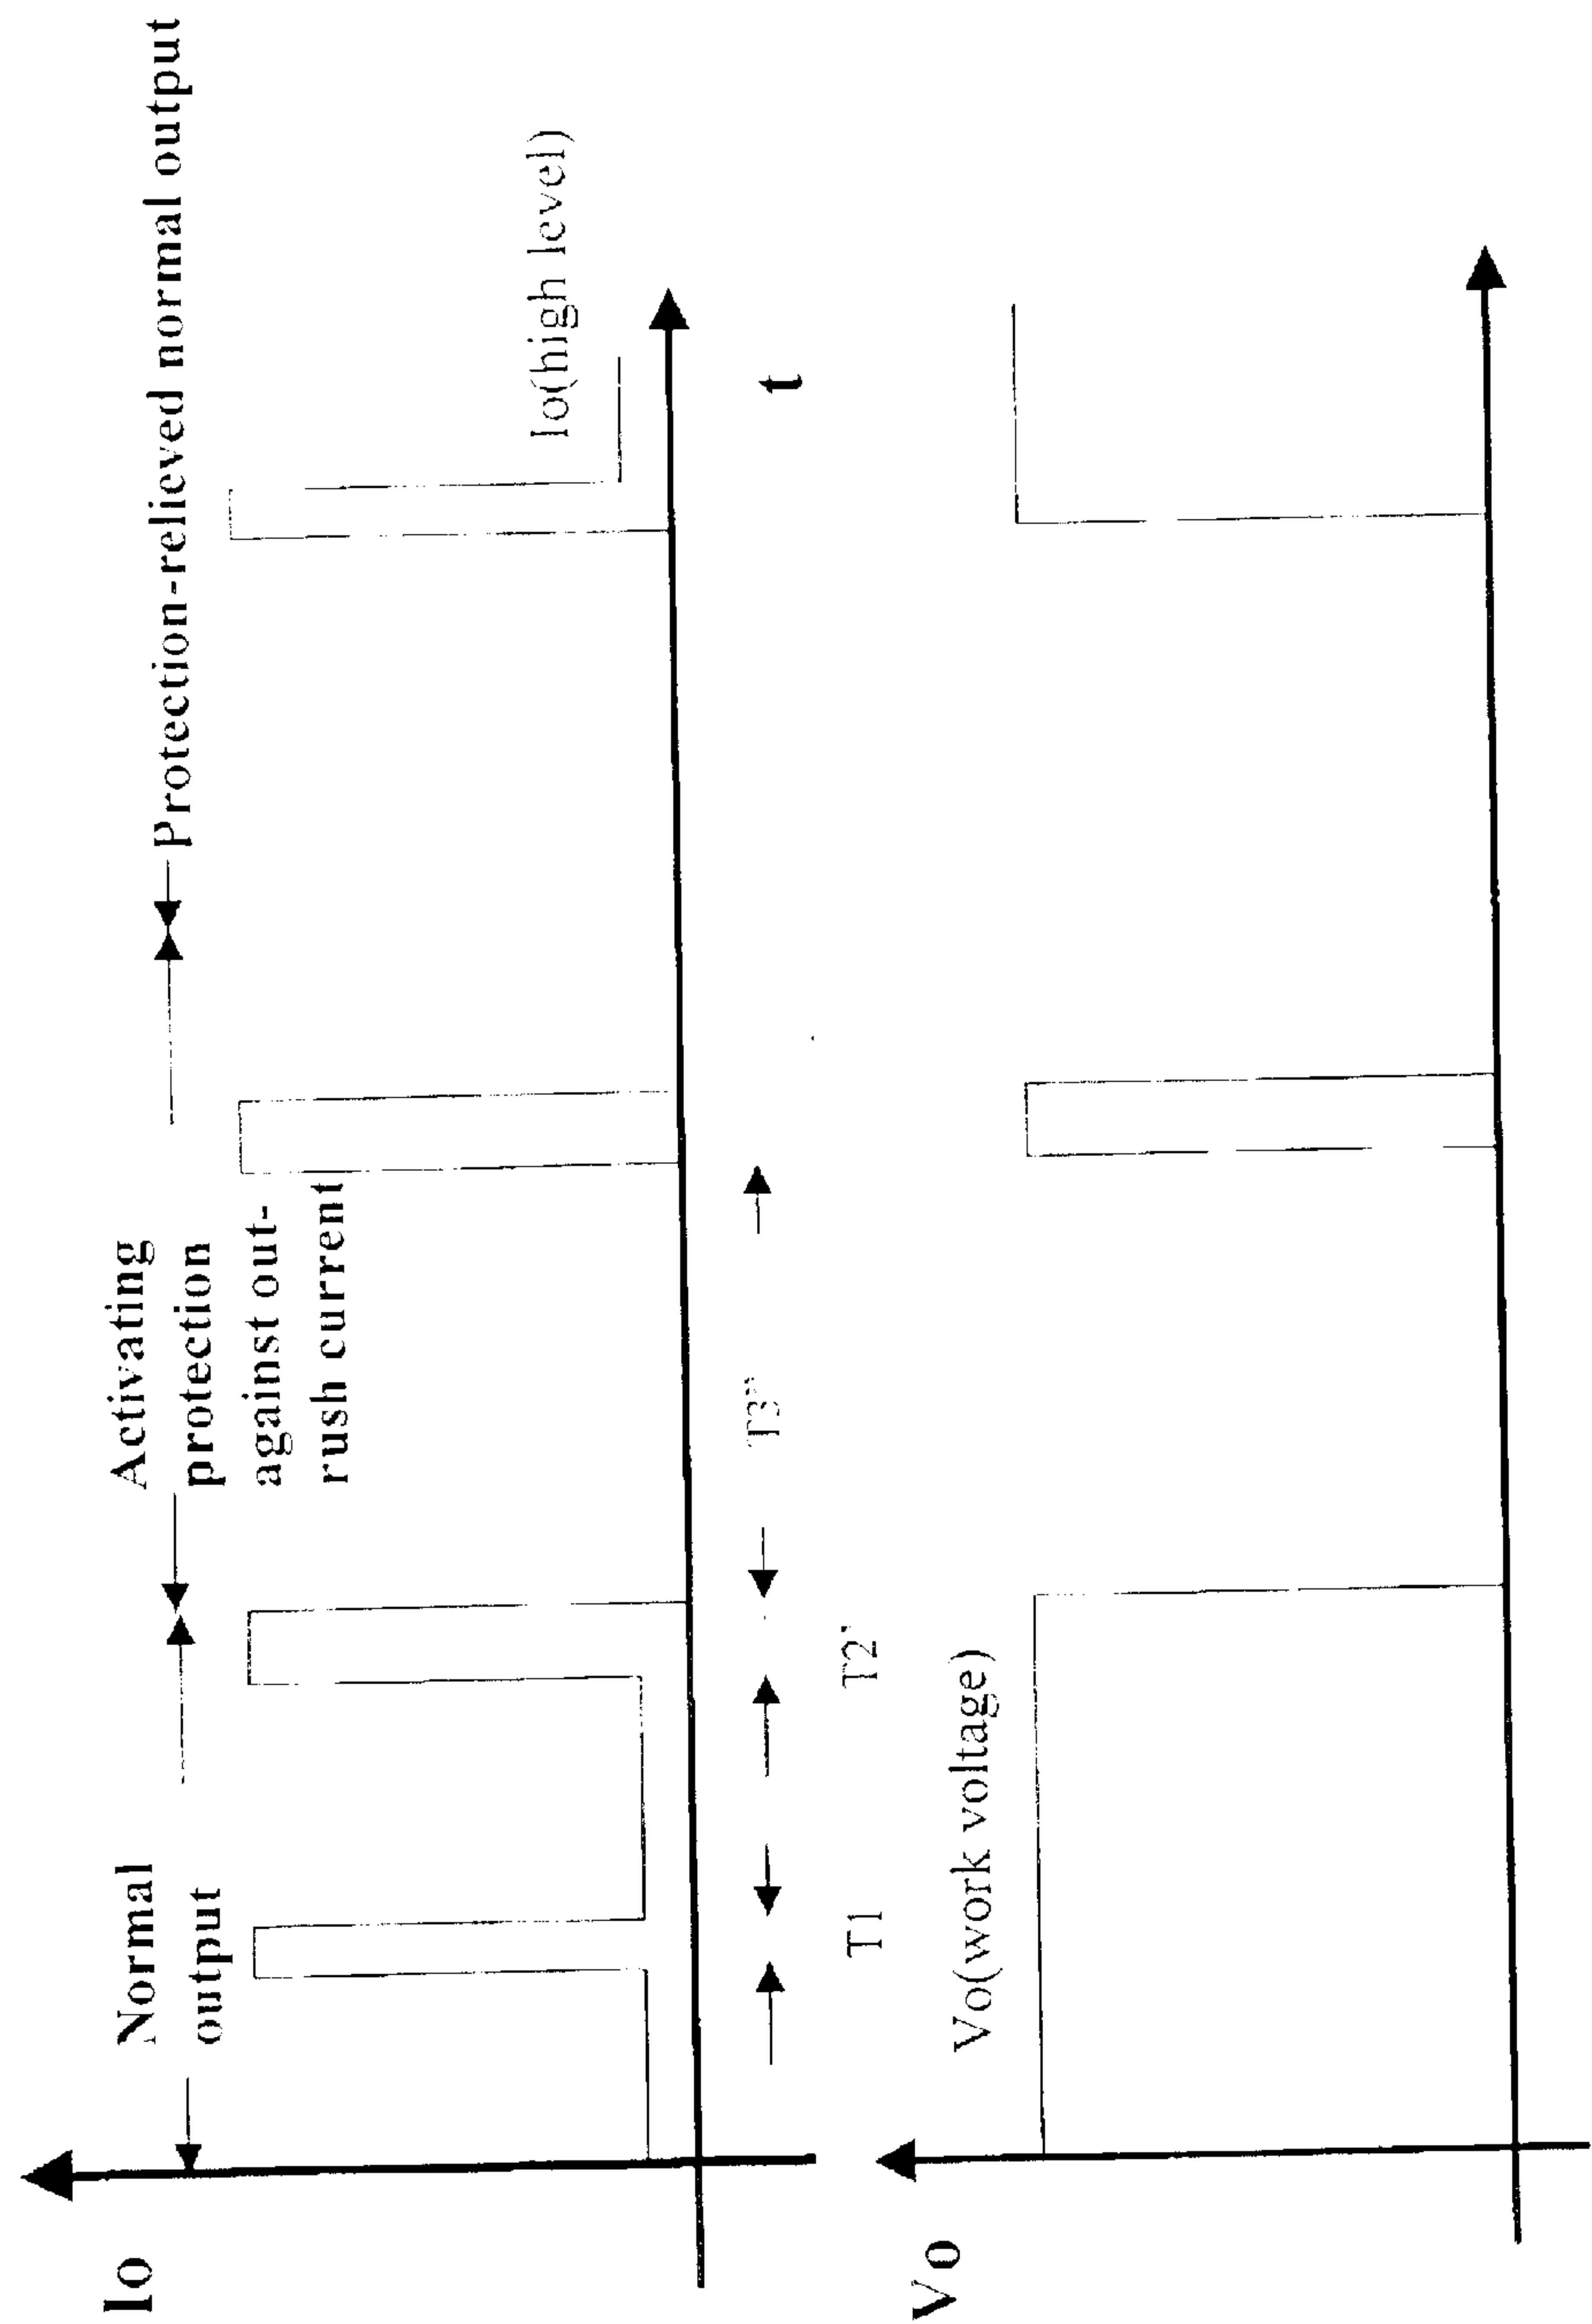 Io
Normal
output
Activating
protection
against out-
rush current
Protection-relieved normal output
Io(high level)
t
T1
T2'
T3"
Vo
Vo(work voltage)